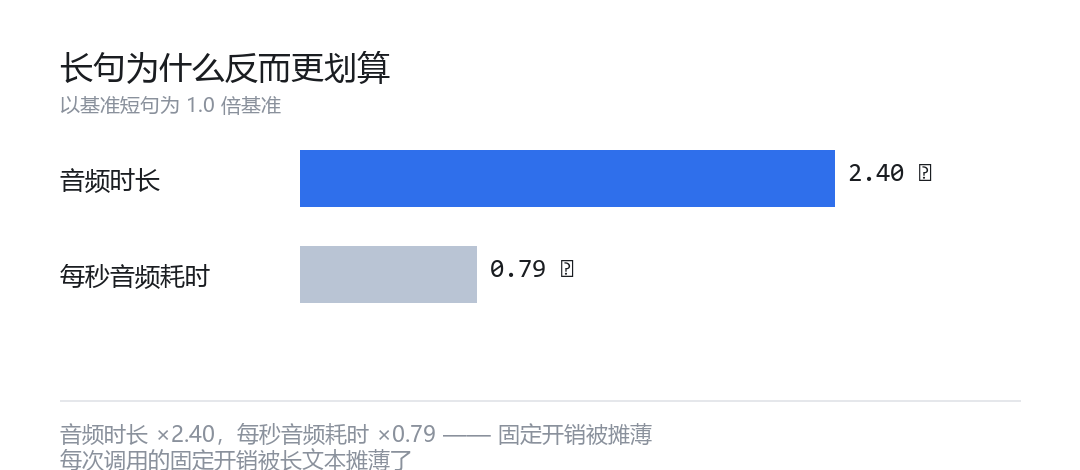 长句为什么反而更划算
以基准短句为 1.0 倍基准
音频时长 2.40
每秒音频耗时 0.79
音频时长 ×2.40，每秒音频耗时 ×0.79 —— 固定开销被摊薄
每次调用的固定开销被长文本摊薄了